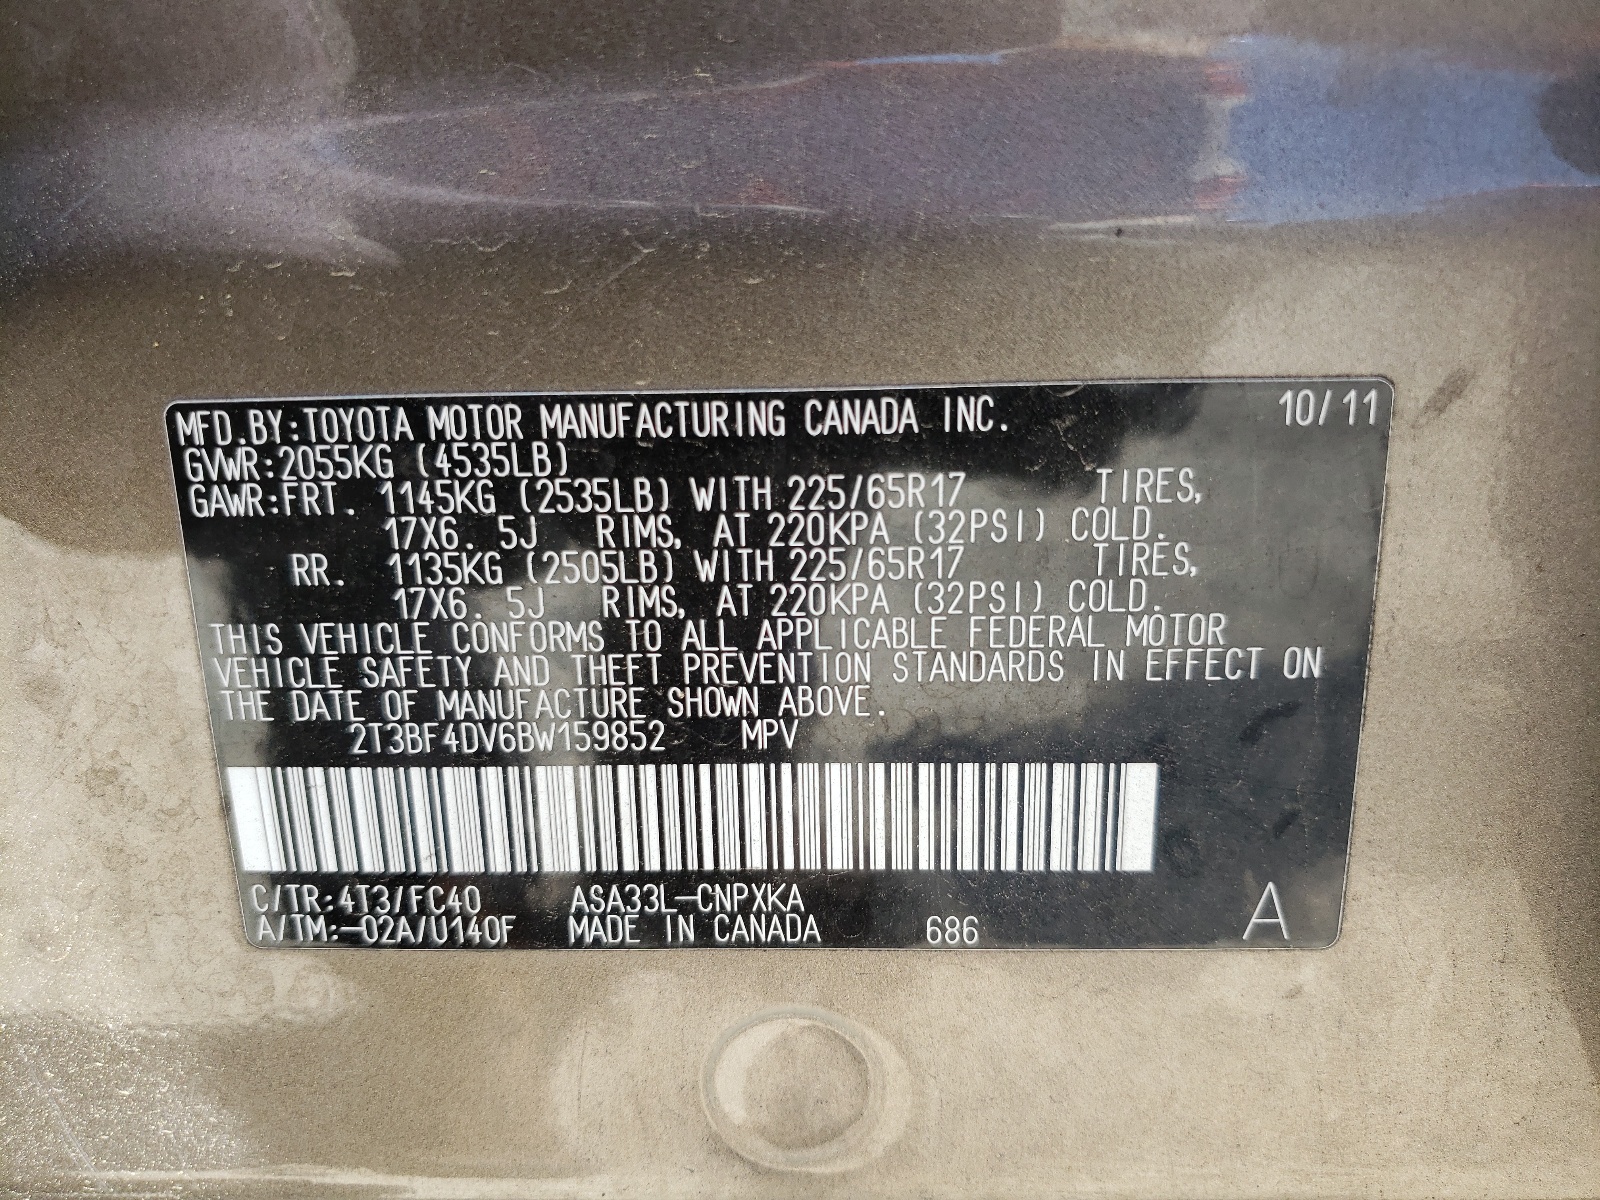 MFD.BY:TOYOTA MOTOR MANUFACTURING CANADA INC. 10/11
GVWR:2055KG (4535LB)
GAWR:FRT. 1145KG (2535LB) WITH 225/65R17 TIRES,
17X6. 5J RIMS, AT 220KPA (32PSI) COLD.
RR. 1135KG (2505LB) WITH 225/65R17 TIRES,
17X6. 5J RIMS, AT 220KPA (32PSI) COLD.
THIS VEHICLE CONFORMS TO ALL APPLICABLE FEDERAL MOTOR
VEHICLE SAFETY AND THEFT PREVENTION STANDARDS IN EFFECT ON
THE DATE OF MANUFACTURE SHOWN ABOVE.
2T3BF4DV6BW159852 MPV
C/TR:4T3/FC40 ASA33L-CNPXKA
A/TM:-02A/U140F MADE IN CANADA 686 A